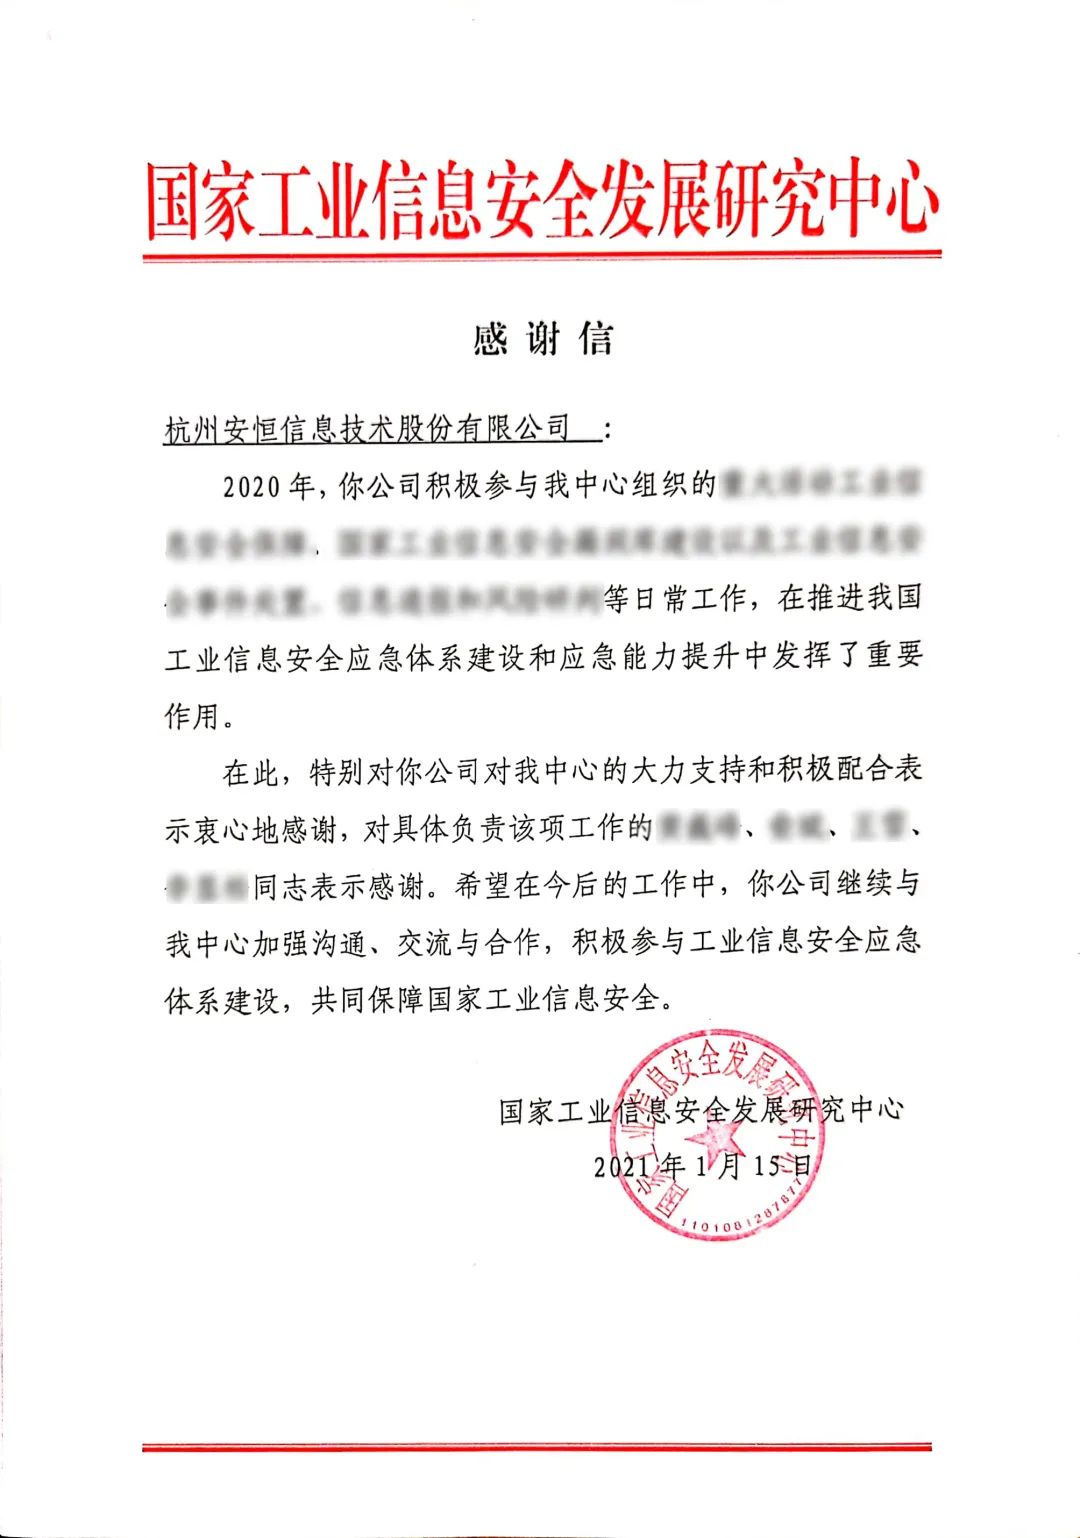 国家工业信息安全发展研究中心
感谢信
杭州安恒信息技术股份有限公司 :
2020年，你公司积极参与我中心组织的
等日常工作，在推进我国
工业信息安全应急体系建设和应急能力提升中发挥了重要
作用。
在此，特别对你公司对我中心的大力支持和积极配合表
示衷心地感谢，对具体负责该项工作的、、、
同志表示感谢。希望在今后的工作中，你公司继续与
我中心加强沟通、交流与合作，积极参与工业信息安全应急
体系建设，共同保障国家工业信息安全。
国家工业信息安全发展研究中心
2021年1月15日
国家工业信息安全发展研究中心